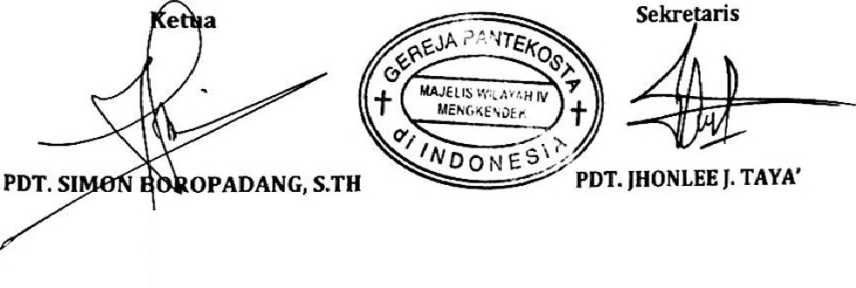 Ketua
Sekretaris
GEREJA PANTEKOSTA
MAJELIS WILAYAH IV
MENGKENDEK
di INDONESIA
PDT. SIMON BOROPADANG, S.TH
PDT. JHONLEE J. TAYA'